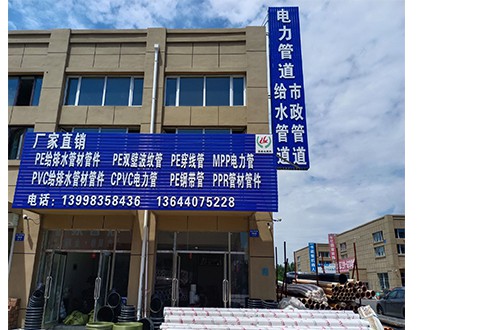 电力管道
给水管道
市政管道
厂家直销
PE给排水管材管件 PE双壁波纹管 PE穿线管 MPP电力管
PVC给排水管材管件 CPVC电力管 PE钢带管 PPR管材管件
电话：13998358436 13644075228